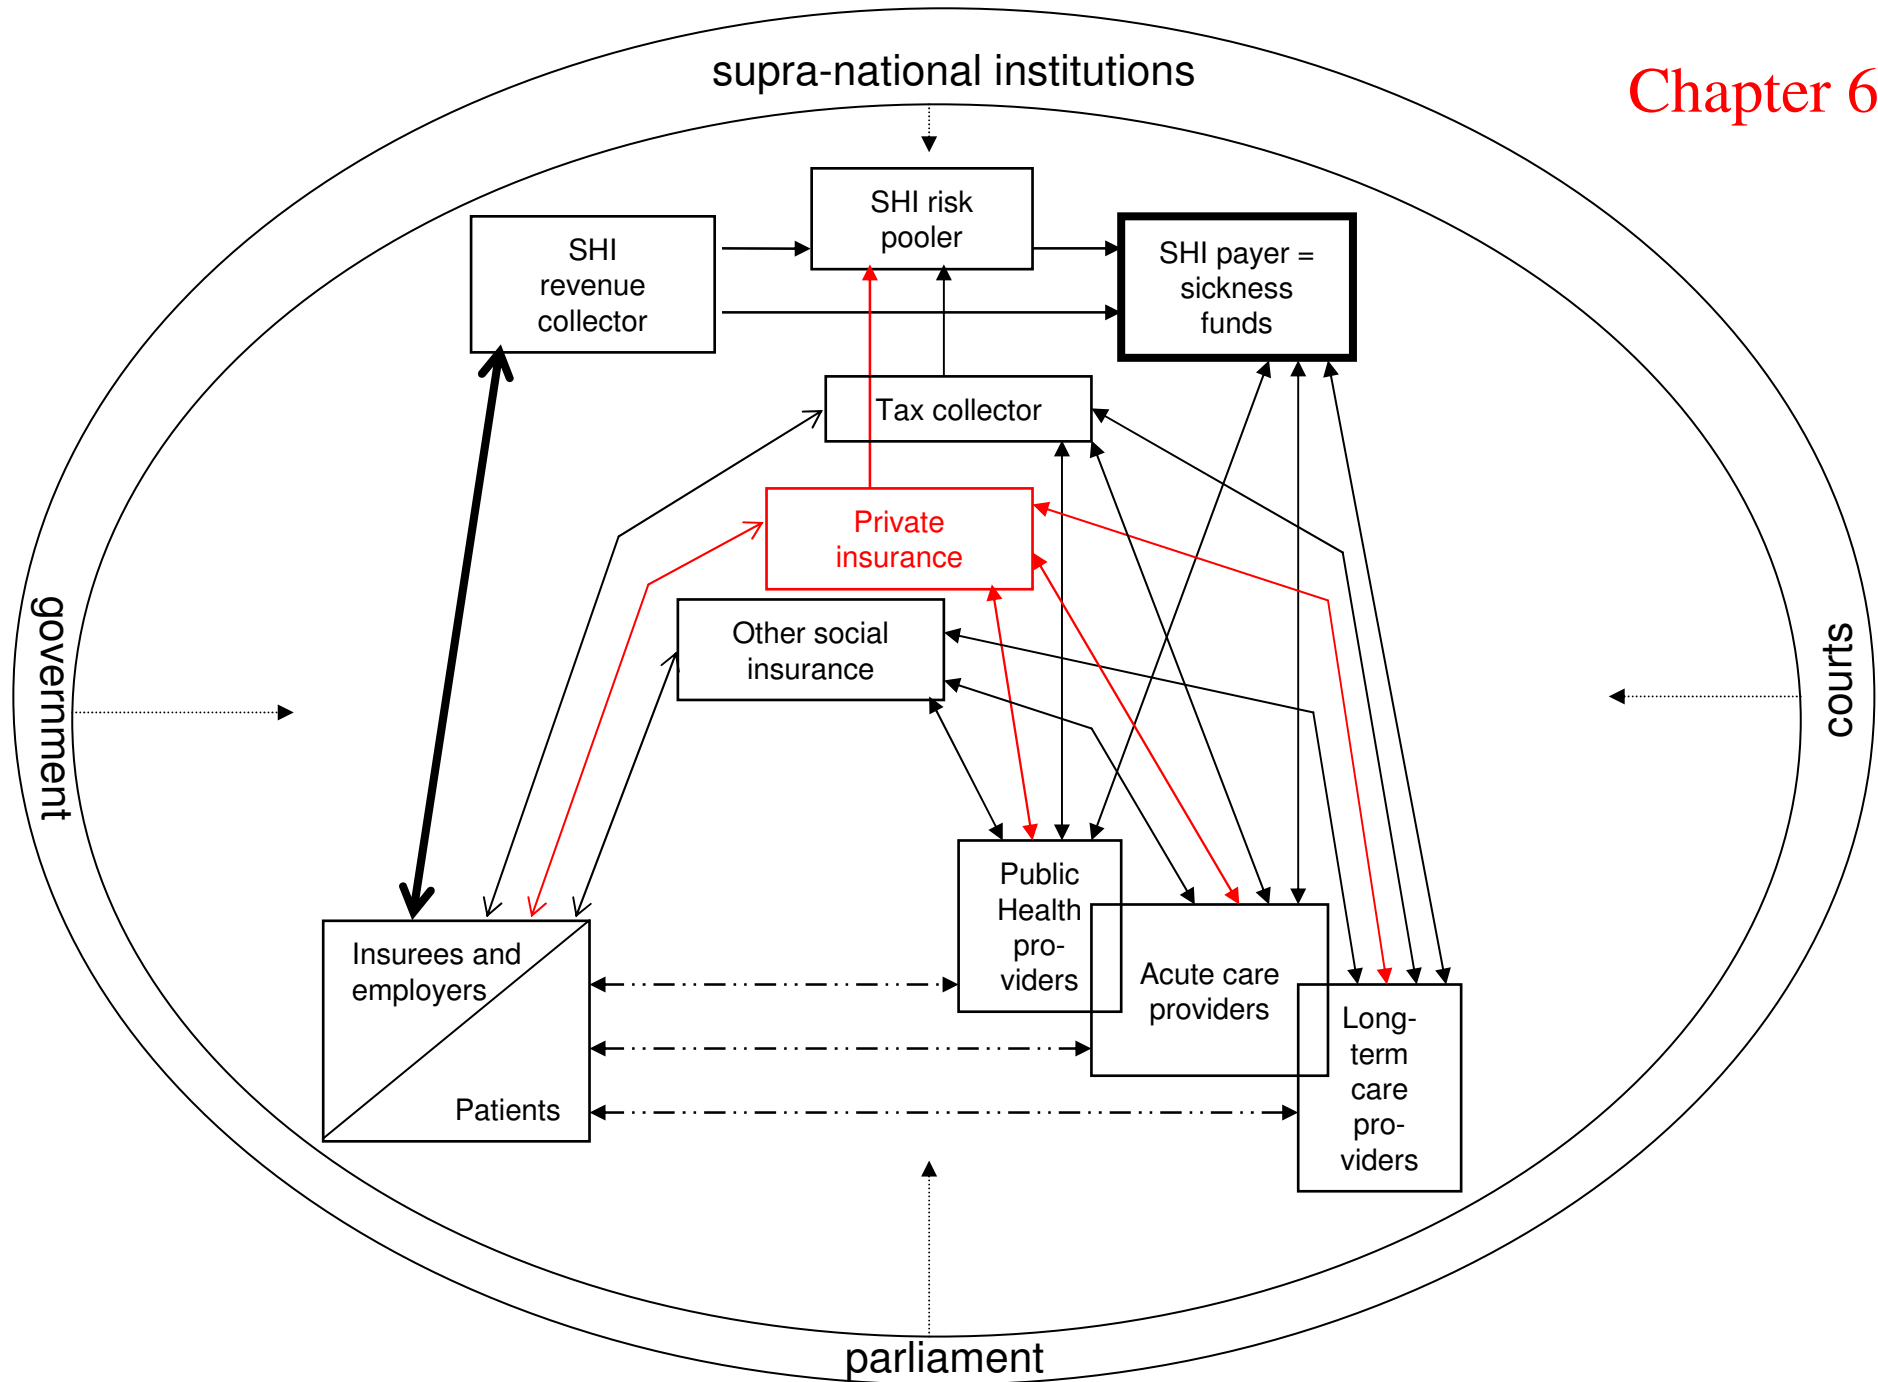 supra-national institutions
Chapter 6
SHI risk
pooler
SHI
revenue
collector
SHI payer =
sickness
funds
Tax collector
Private
insurance
Other social
insurance
government
courts
Public
Health
pro-
viders
Insurees and
employers
Patients
Acute care
providers
Long-
term
care
pro-
viders
parliament